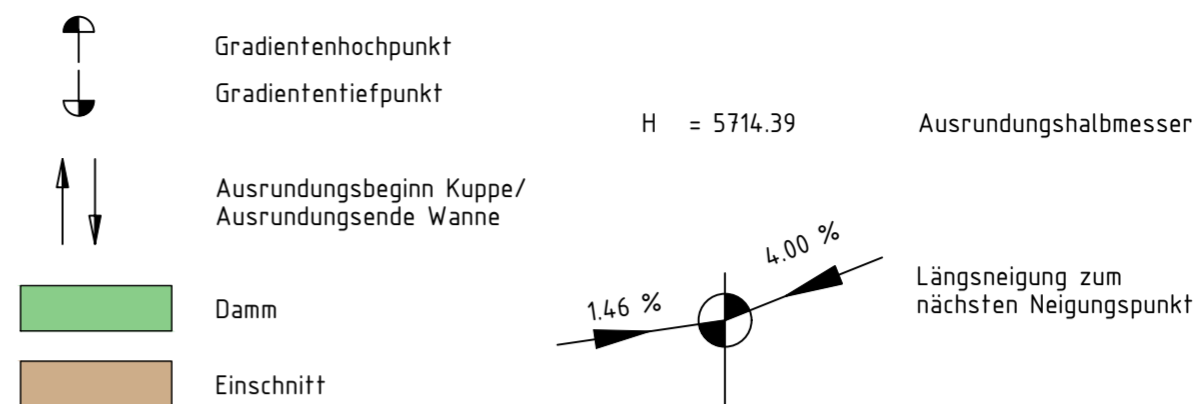 Gradientenhochpunkt
Gradiententiefpunkt
Ausrundungsbeginn Kuppe/
Ausrundungsende Wanne
Damm
Einschnitt
H = 5714.39 Ausrundungshalbmesser
4.00 %
1.46 %
Längsneigung zum
nächsten Neigungspunkt